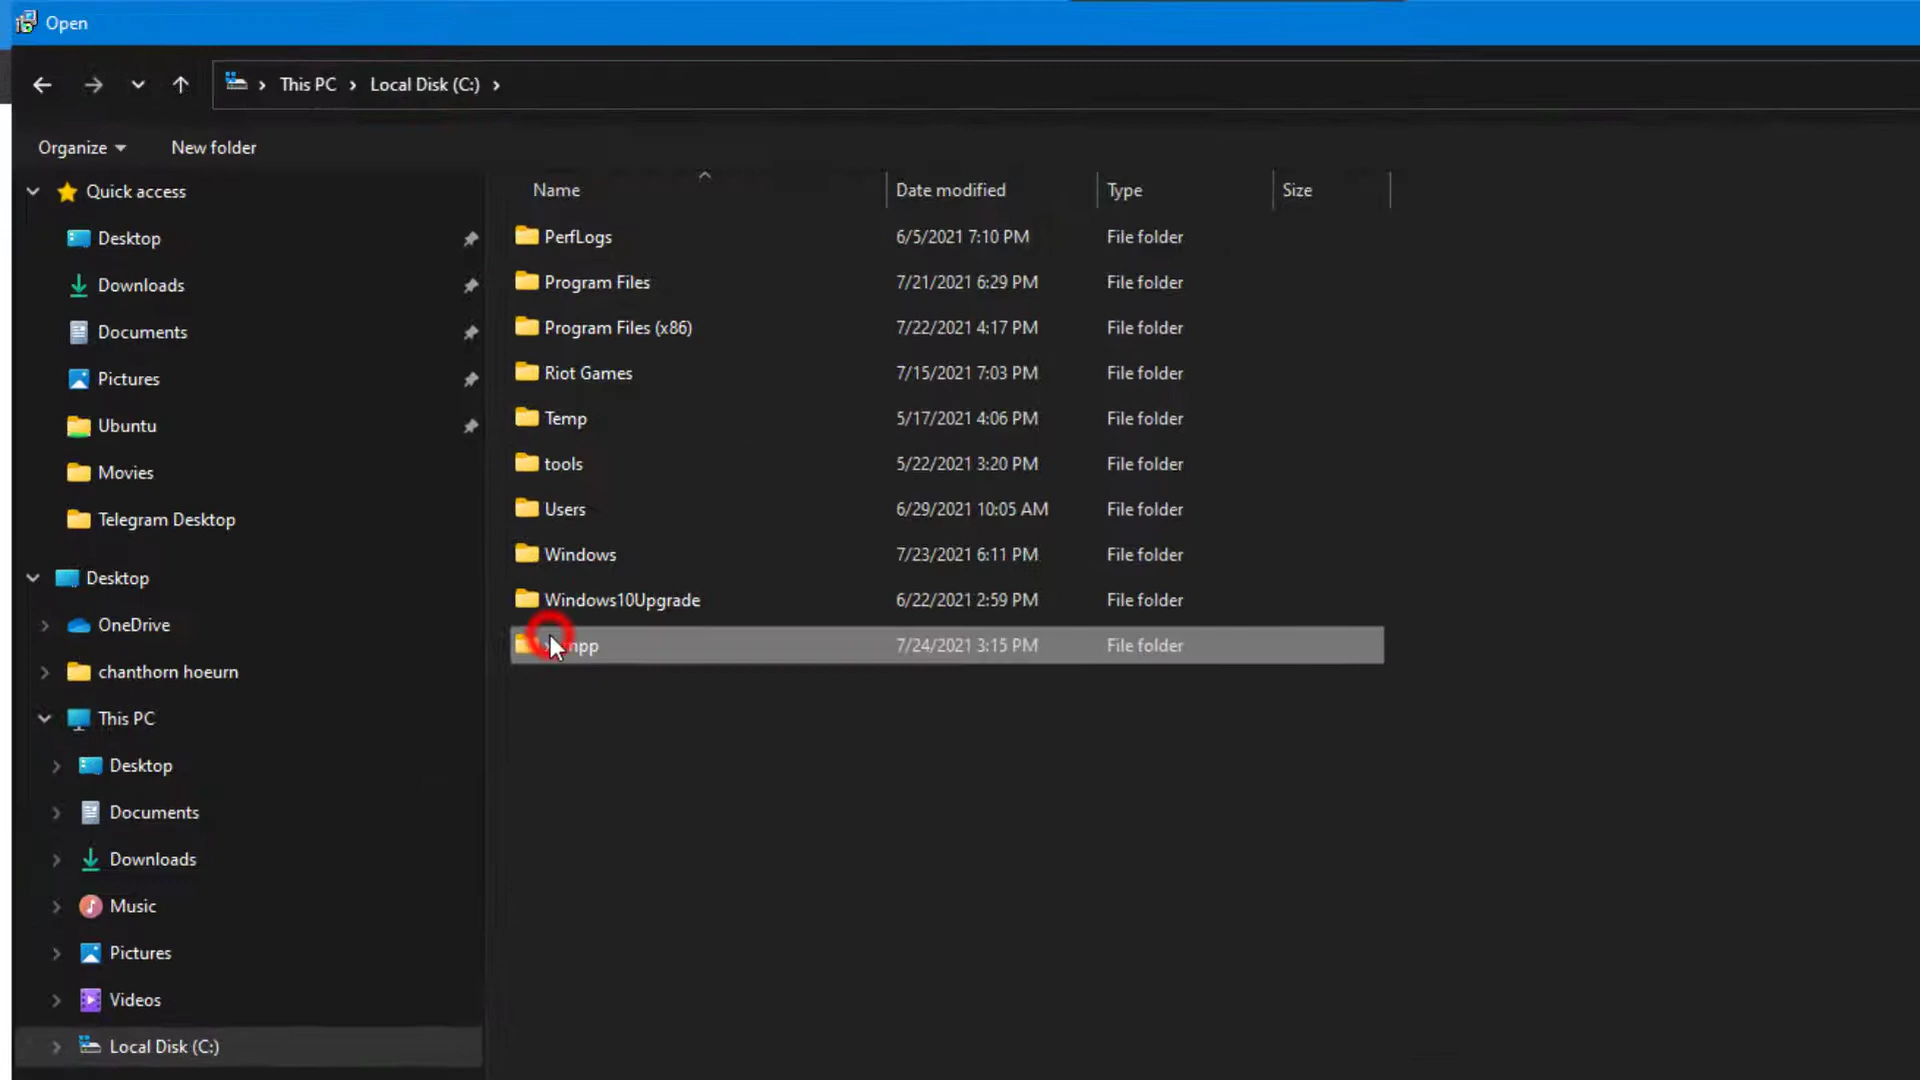 Open
This PC
Local Disk (C:)
Organize
New folder
Name
Date modified
Type
Size
Quick access
Desktop
Downloads
Documents
Pictures
Ubuntu
Movies
Telegram Desktop
Desktop
OneDrive
chanthorn hoeurn
This PC
Desktop
Documents
Downloads
Music
Pictures
Videos
Local Disk (C:)
PerfLogs 6/5/2021 7:10 PM File folder
Program Files 7/21/2021 6:29 PM File folder
Program Files (x86) 7/22/2021 4:17 PM File folder
Riot Games 7/15/2021 7:03 PM File folder
Temp 5/17/2021 4:06 PM File folder
tools 5/22/2021 3:20 PM File folder
Users 6/29/2021 10:05 AM File folder
Windows 7/23/2021 6:11 PM File folder
Windows10Upgrade 6/22/2021 2:59 PM File folder
7/24/2021 3:15 PM File folder